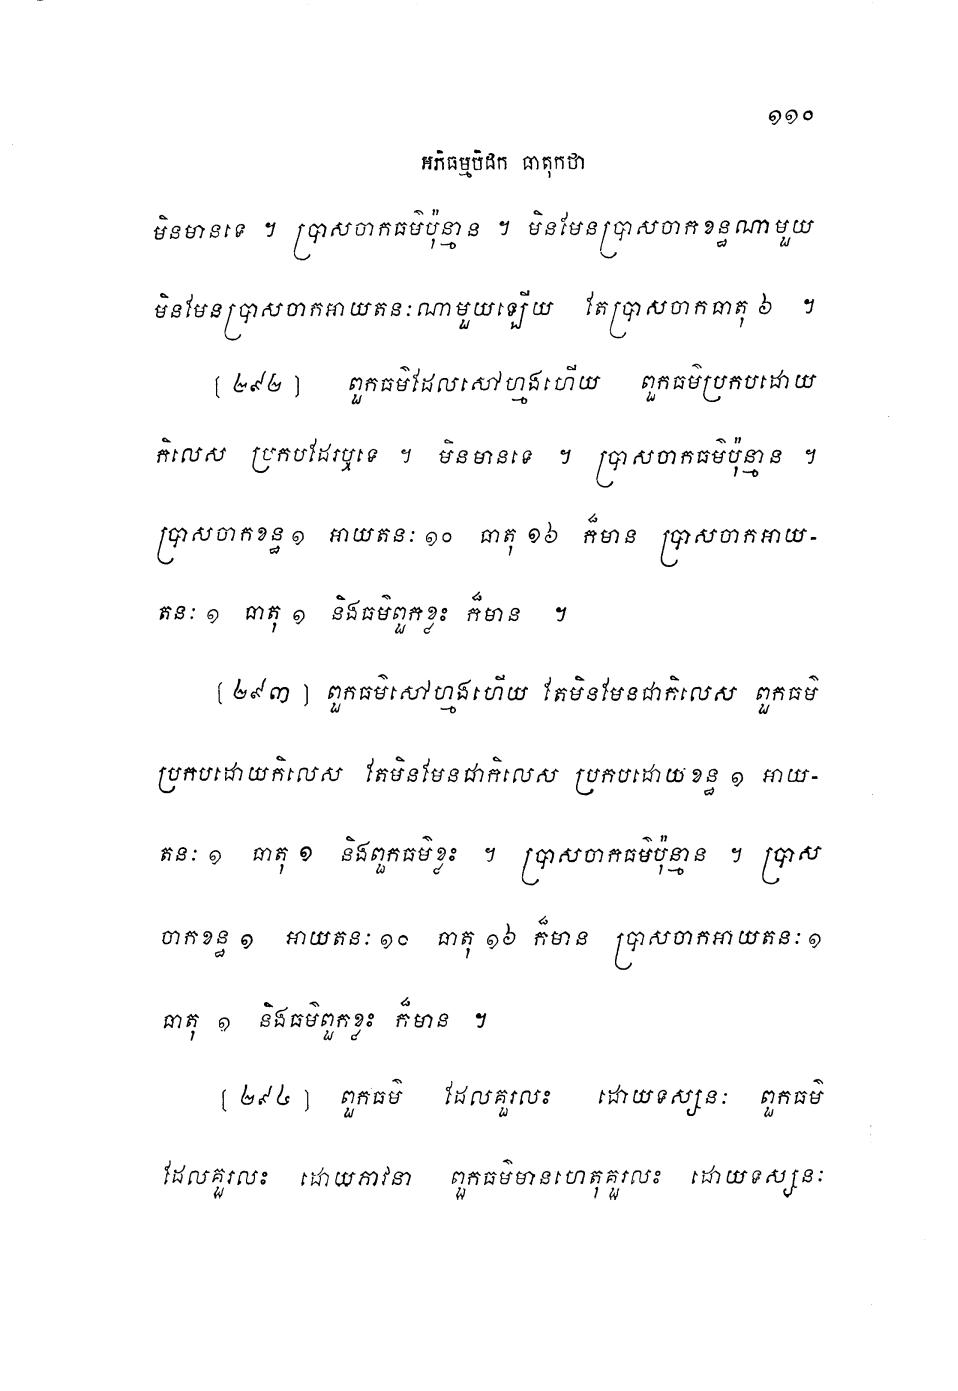 ១១០
អភិធម្មបិដក ធាតុកថា
មិនមានទេ ។ ប្រាសចាកធម៌ប៉ុន្មាន ។ មិនមែនប្រាសចាកខន្ធណាមួយ
មិនមែនប្រាសចាកអាយតនៈណាមួយឡើយ តែប្រាសចាកធាតុ ៦ ។
[ ២៩២ ] ពួកធម៌ដែលសៅហ្មងហើយ ពួកធម៌ប្រកបដោយ
កិលេស ប្រកបដែរឬទេ ។ មិនមានទេ ។ ប្រាសចាកធម៌ប៉ុន្មាន ។
ប្រាសចាកខន្ធ ១ អាយតនៈ ១០ ធាតុ ១៦ ក៏មាន ប្រាសចាកអាយ-
តនៈ ១ ធាតុ ១ និងធម៌ពួកខ្លះ ក៏មាន ។
[ ២៩៣ ] ពួកធម៌សៅហ្មងហើយ តែមិនមែនជាកិលេស ពួកធម៌
ប្រកបដោយកិលេស តែមិនមែនជាកិលេស ប្រកបដោយខន្ធ ១ អាយ-
តនៈ ១ ធាតុ ១ និងពួកធម៌ខ្លះ ។ ប្រាសចាកធម៌ប៉ុន្មាន ។ ប្រាស
ចាកខន្ធ ១ អាយតនៈ ១០ ធាតុ ១៦ ក៏មាន ប្រាសចាកអាយតនៈ ១
ធាតុ ១ និងធម៌ពួកខ្លះ ក៏មាន ។
[ ២៩៤ ] ពួកធម៌ ដែលគួរលះ ដោយទស្សនៈ ពួកធម៌
ដែលគួរលះ ដោយភាវនា ពួកធម៌មានហេតុគួរលះ ដោយទស្សនៈ